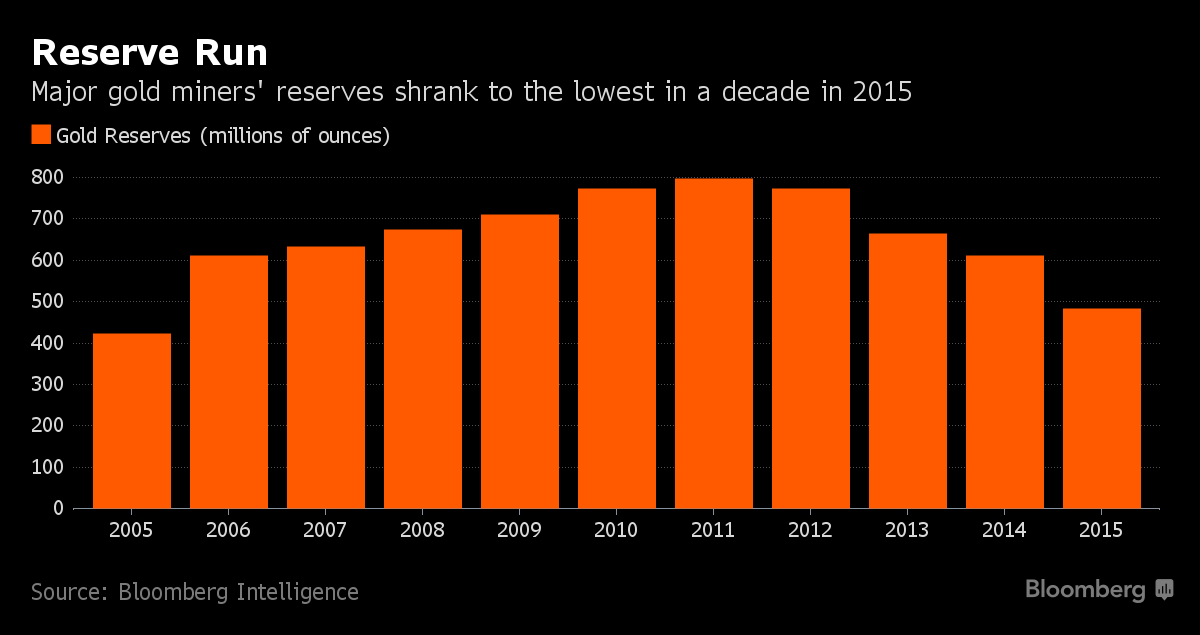 Reserve Run
Major gold miners' reserves shrank to the lowest in a decade in 2015
Gold Reserves (millions of ounces)
800
700
600
500
400
300
200
100
0
2005 2006 2007 2008 2009 2010 2011 2012 2013 2014 2015
Source: Bloomberg Intelligence
Bloomberg